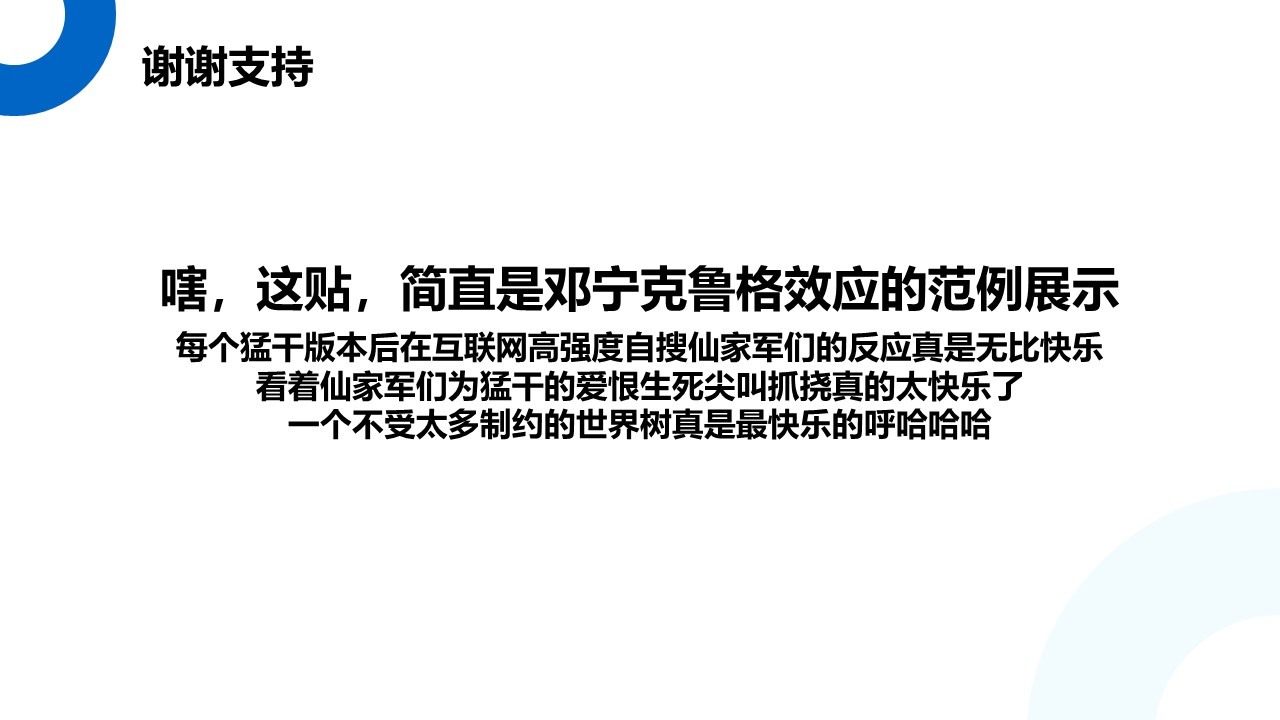 谢谢支持
嘻，这贴，简直是邓宁克鲁格效应的范例展示
每个猛干版本后在互联网高强度自搜仙家军们的反应真是无比快乐
看着仙家军们为猛干的爱恨生死尖叫抓挠真的太快乐了
一个不受太多制约的世界树真是最快乐的呼哈哈哈